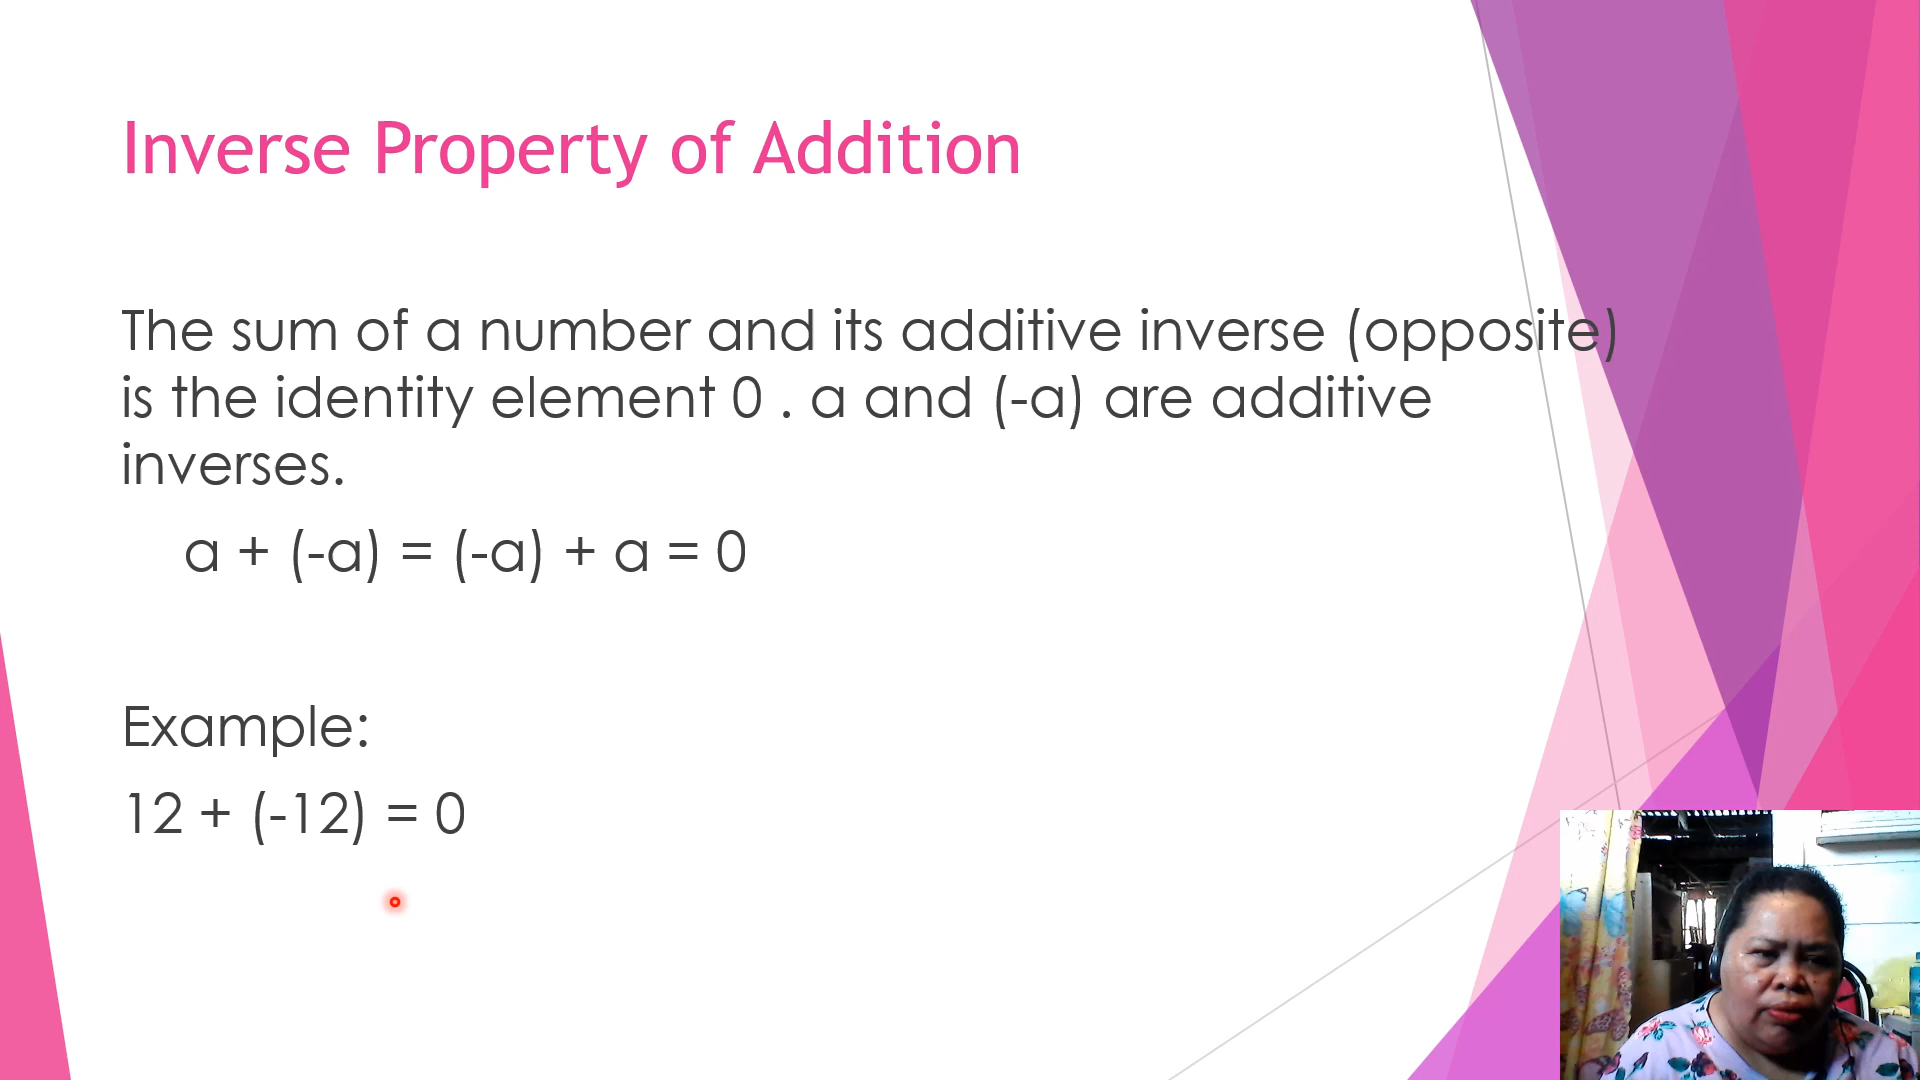 Inverse Property of Addition
The sum of a number and its additive inverse (opposite)
is the identity element 0 . a and (-a) are additive
inverses.
a + (-a) = (-a) + a = 0
Example:
12 + (-12) = 0